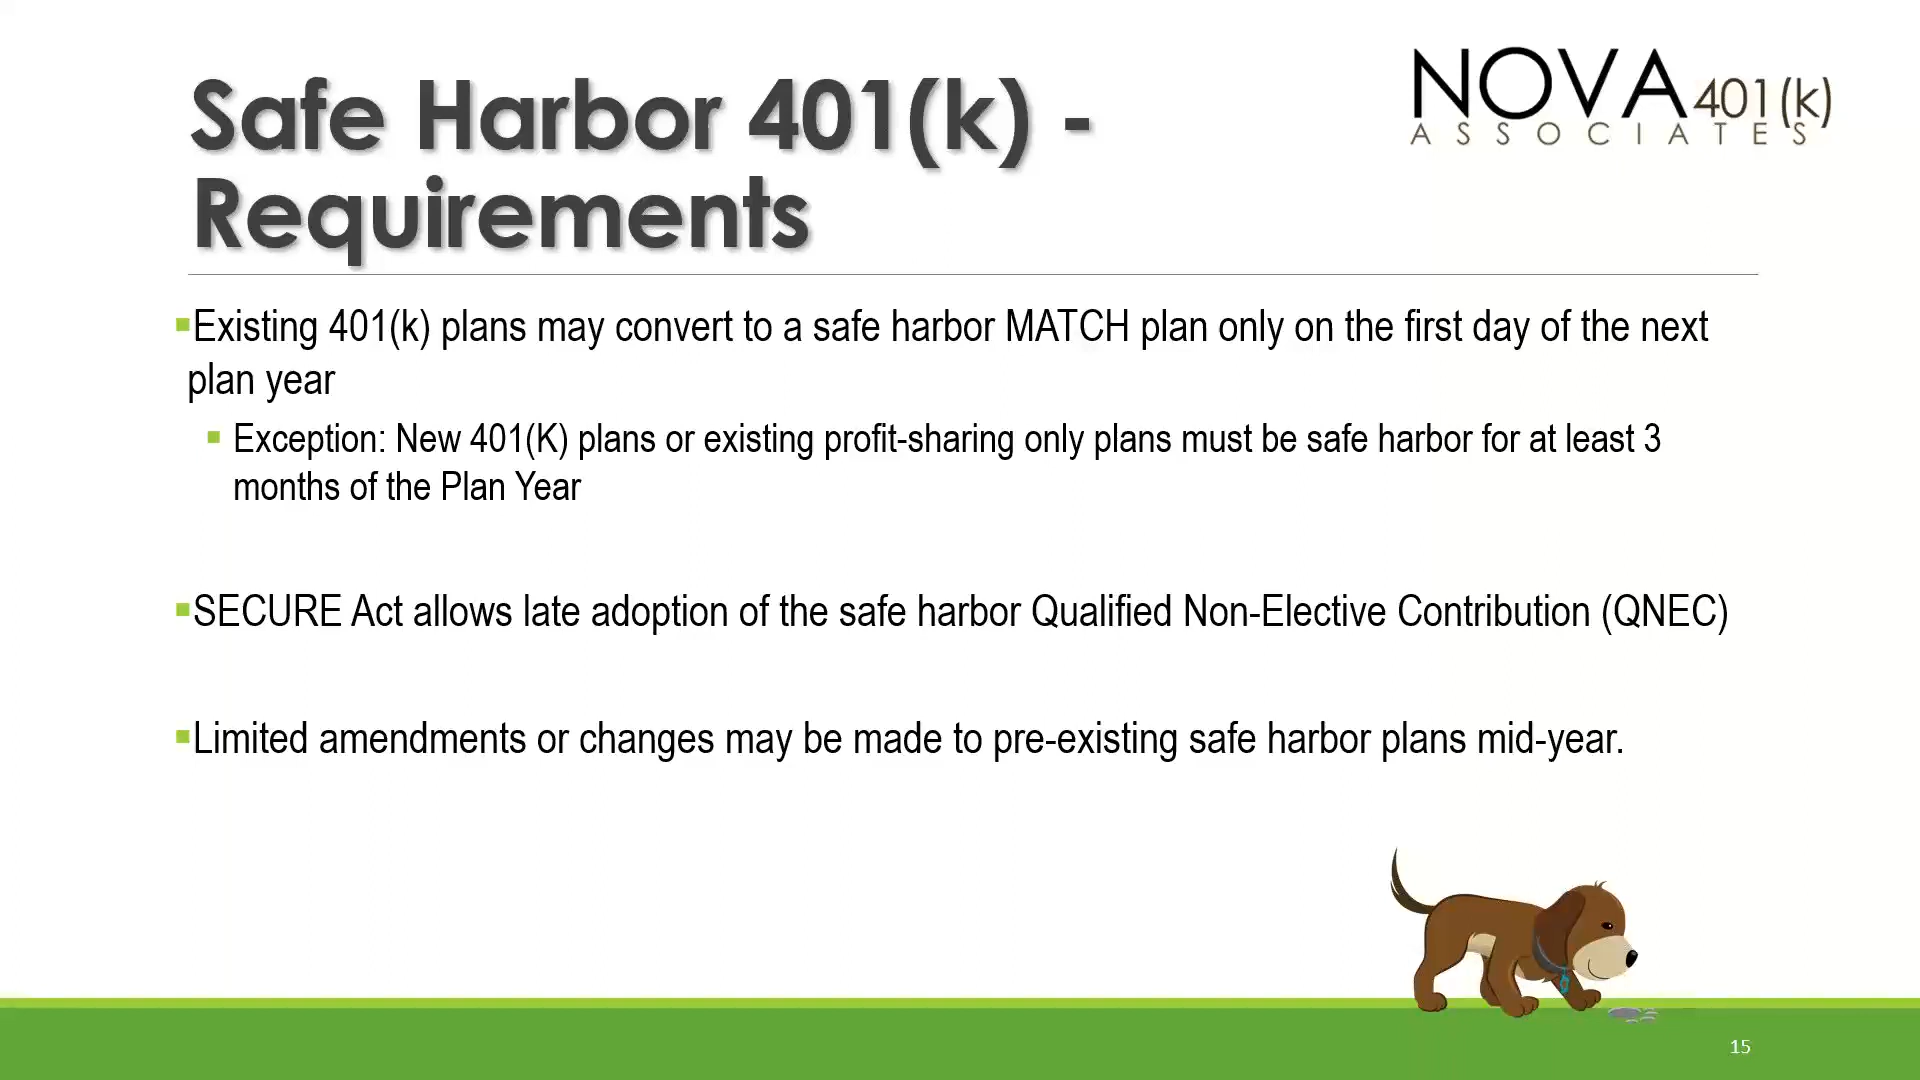 Safe Harbor 401(k) -
Requirements
NOVA 401(k)
ASSOCIATES
▪Existing 401(k) plans may convert to a safe harbor MATCH plan only on the first day of the next
plan year
▪ Exception: New 401(K) plans or existing profit-sharing only plans must be safe harbor for at least 3
months of the Plan Year
▪SECURE Act allows late adoption of the safe harbor Qualified Non-Elective Contribution (QNEC)
▪Limited amendments or changes may be made to pre-existing safe harbor plans mid-year.
15